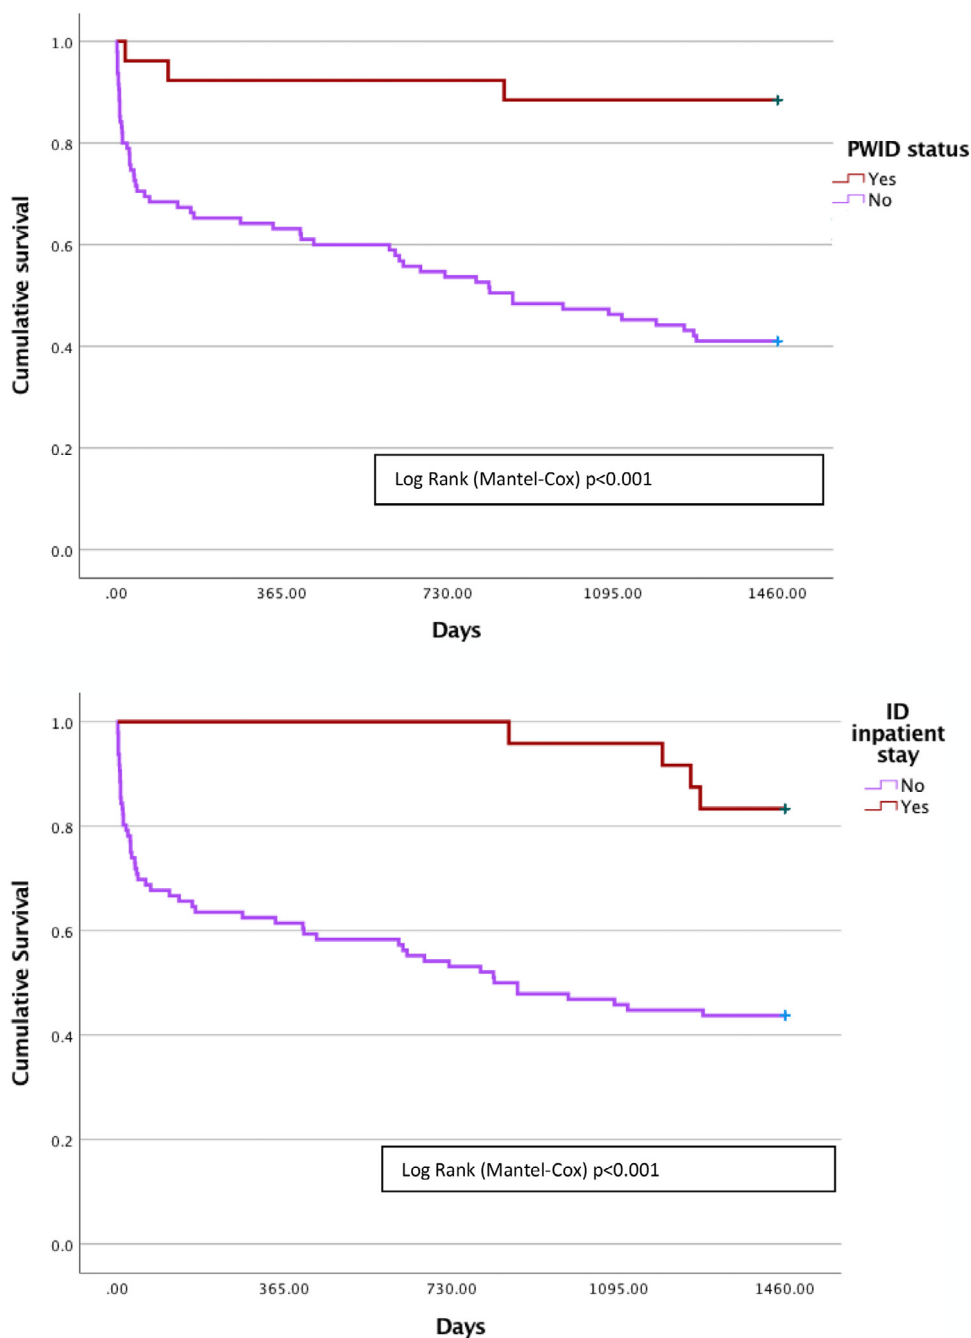 1.0
0.8
0.6
0.4
0.2
0.0
Cumulative survival
.00 365.00 730.00 1095.00 1460.00
Days
PWID status
Yes
No
Log Rank (Mantel-Cox) p<0.001
1.0
0.8
0.6
0.4
0.2
0.0
Cumulative Survival
.00 365.00 730.00 1095.00 1460.00
Days
ID
inpatient
stay
No
Yes
Log Rank (Mantel-Cox) p<0.001